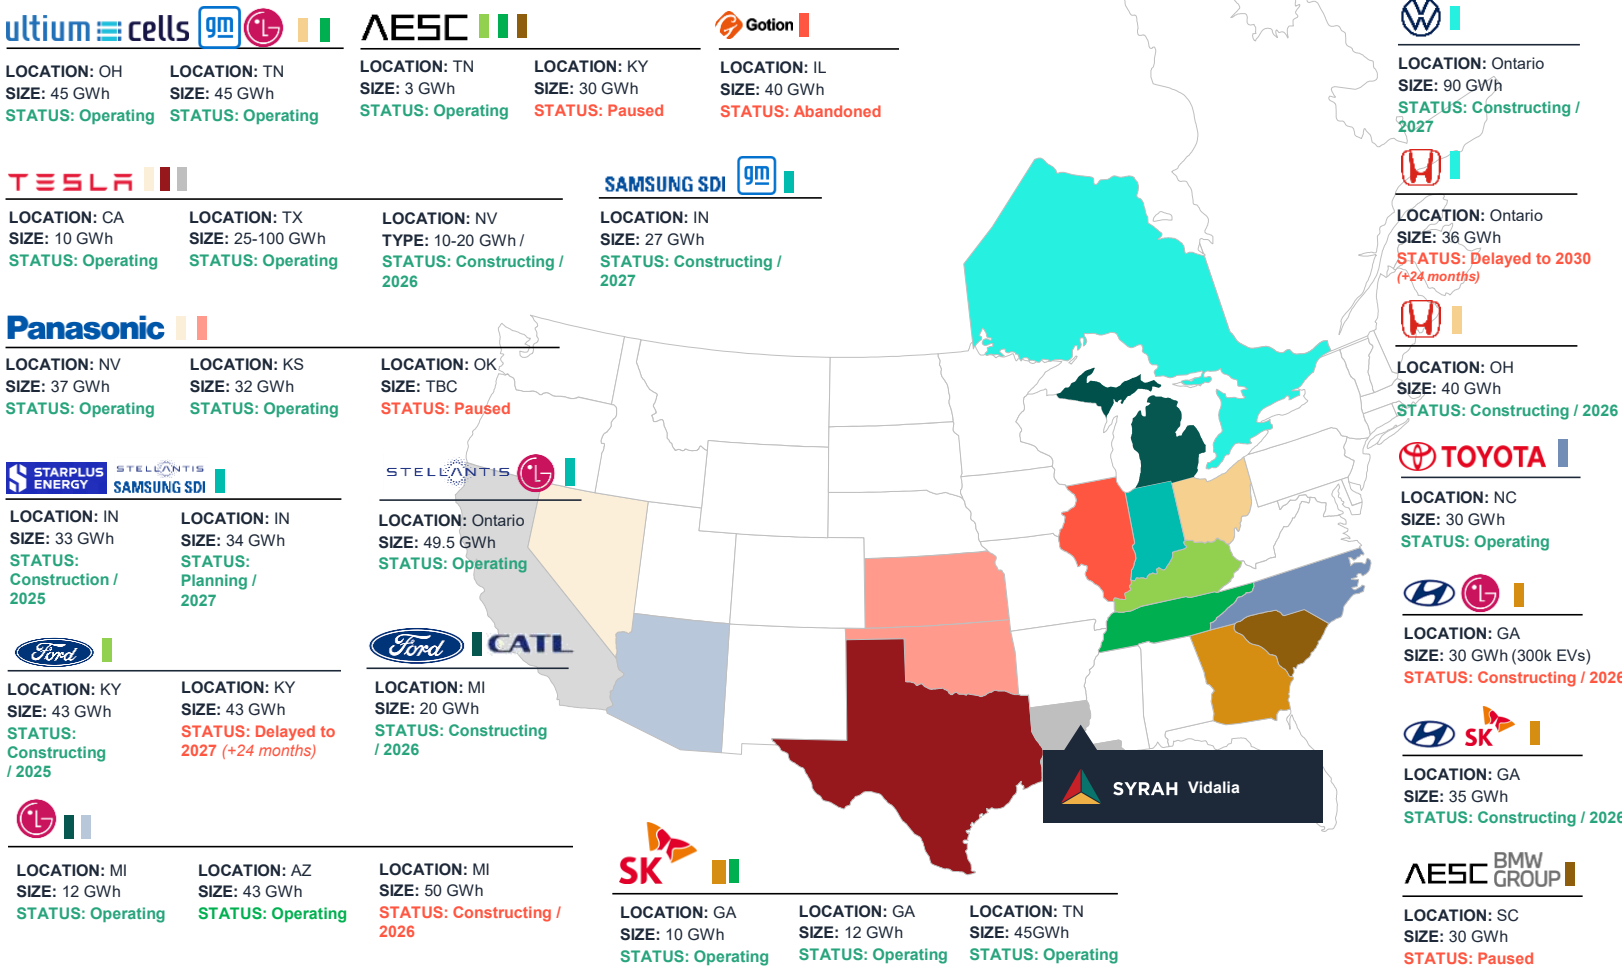 ultium cells gm LG
LOCATION: OH
SIZE: 45 GWh
STATUS: Operating
LOCATION: TN
SIZE: 45 GWh
STATUS: Operating
AESC
LOCATION: TN
SIZE: 3 GWh
STATUS: Operating
LOCATION: KY
SIZE: 30 GWh
STATUS: Paused
Gotion
LOCATION: IL
SIZE: 40 GWh
STATUS: Abandoned
TESLA
LOCATION: CA
SIZE: 10 GWh
STATUS: Operating
LOCATION: TX
SIZE: 25-100 GWh
STATUS: Operating
LOCATION: NV
TYPE: 10-20 GWh /
STATUS: Constructing /
2026
SAMSUNG SDI gm
LOCATION: IN
SIZE: 27 GWh
STATUS: Constructing /
2027
Panasonic
LOCATION: NV
SIZE: 37 GWh
STATUS: Operating
LOCATION: KS
SIZE: 32 GWh
STATUS: Operating
LOCATION: OK
SIZE: TBC
STATUS: Paused
STARPLUS
ENERGY
STELLANTIS
SAMSUNG SDI
LOCATION: IN
SIZE: 33 GWh
STATUS:
Construction /
2025
LOCATION: IN
SIZE: 34 GWh
STATUS:
Planning /
2027
STELLANTIS LG
LOCATION: Ontario
SIZE: 49.5 GWh
STATUS: Operating
Ford
LOCATION: KY
SIZE: 43 GWh
STATUS:
Constructing
/ 2025
LOCATION: KY
SIZE: 43 GWh
STATUS: Delayed to
2027 (+24 months)
Ford CATL
LOCATION: MI
SIZE: 20 GWh
STATUS: Constructing
/ 2026
LG
LOCATION: MI
SIZE: 12 GWh
STATUS: Operating
LOCATION: AZ
SIZE: 43 GWh
STATUS: Operating
LOCATION: MI
SIZE: 50 GWh
STATUS: Constructing /
2026
SK
LOCATION: GA
SIZE: 10 GWh
STATUS: Operating
LOCATION: GA
SIZE: 12 GWh
STATUS: Operating
LOCATION: TN
SIZE: 45GWh
STATUS: Operating
SYRAH Vidalia
LOCATION: Ontario
SIZE: 90 GWh
STATUS: Constructing /
2027
LOCATION: Ontario
SIZE: 36 GWh
STATUS: Delayed to 2030
(+24 months)
LOCATION: OH
SIZE: 40 GWh
STATUS: Constructing / 2026
TOYOTA
LOCATION: NC
SIZE: 30 GWh
STATUS: Operating
LG
LOCATION: GA
SIZE: 30 GWh (300k EVs)
STATUS: Constructing / 2026
SK
LOCATION: GA
SIZE: 35 GWh
STATUS: Constructing / 2026
AESC BMW
GROUP
LOCATION: SC
SIZE: 30 GWh
STATUS: Paused